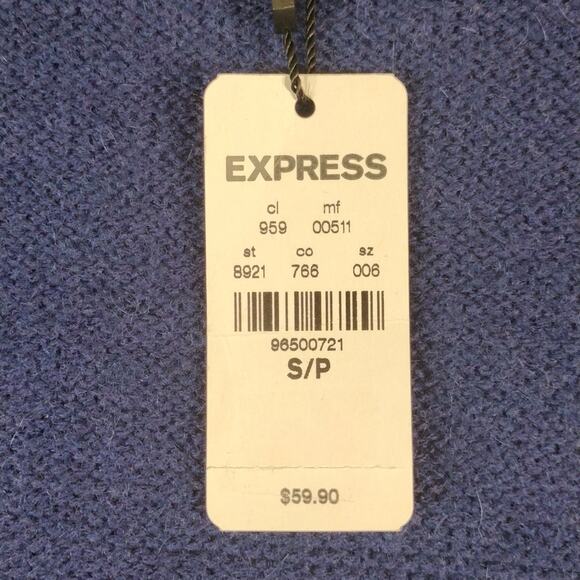 EXPRESS
cl mf
959 00511
st co sz
8921 766 006
96500721
S/P
$59.90